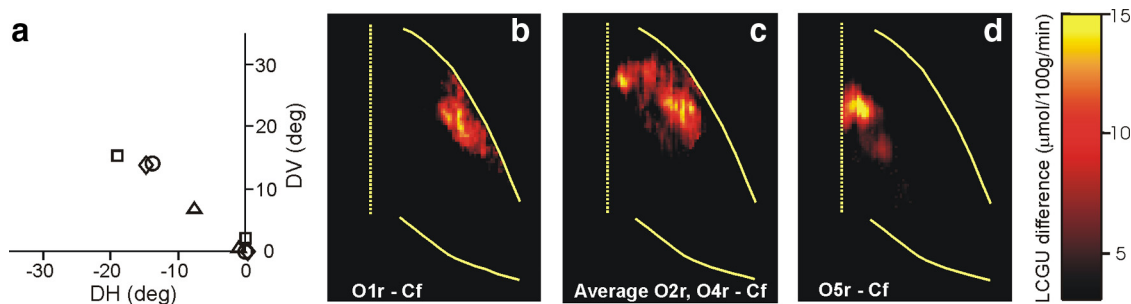 a
b
c
d
30
20
10
0
DV (deg)
-30
-20
-10
0
DH (deg)
O1r - Cf
Average O2r, O4r - Cf
O5r - Cf
15
10
5
LCGU difference (μmol/100g/min)